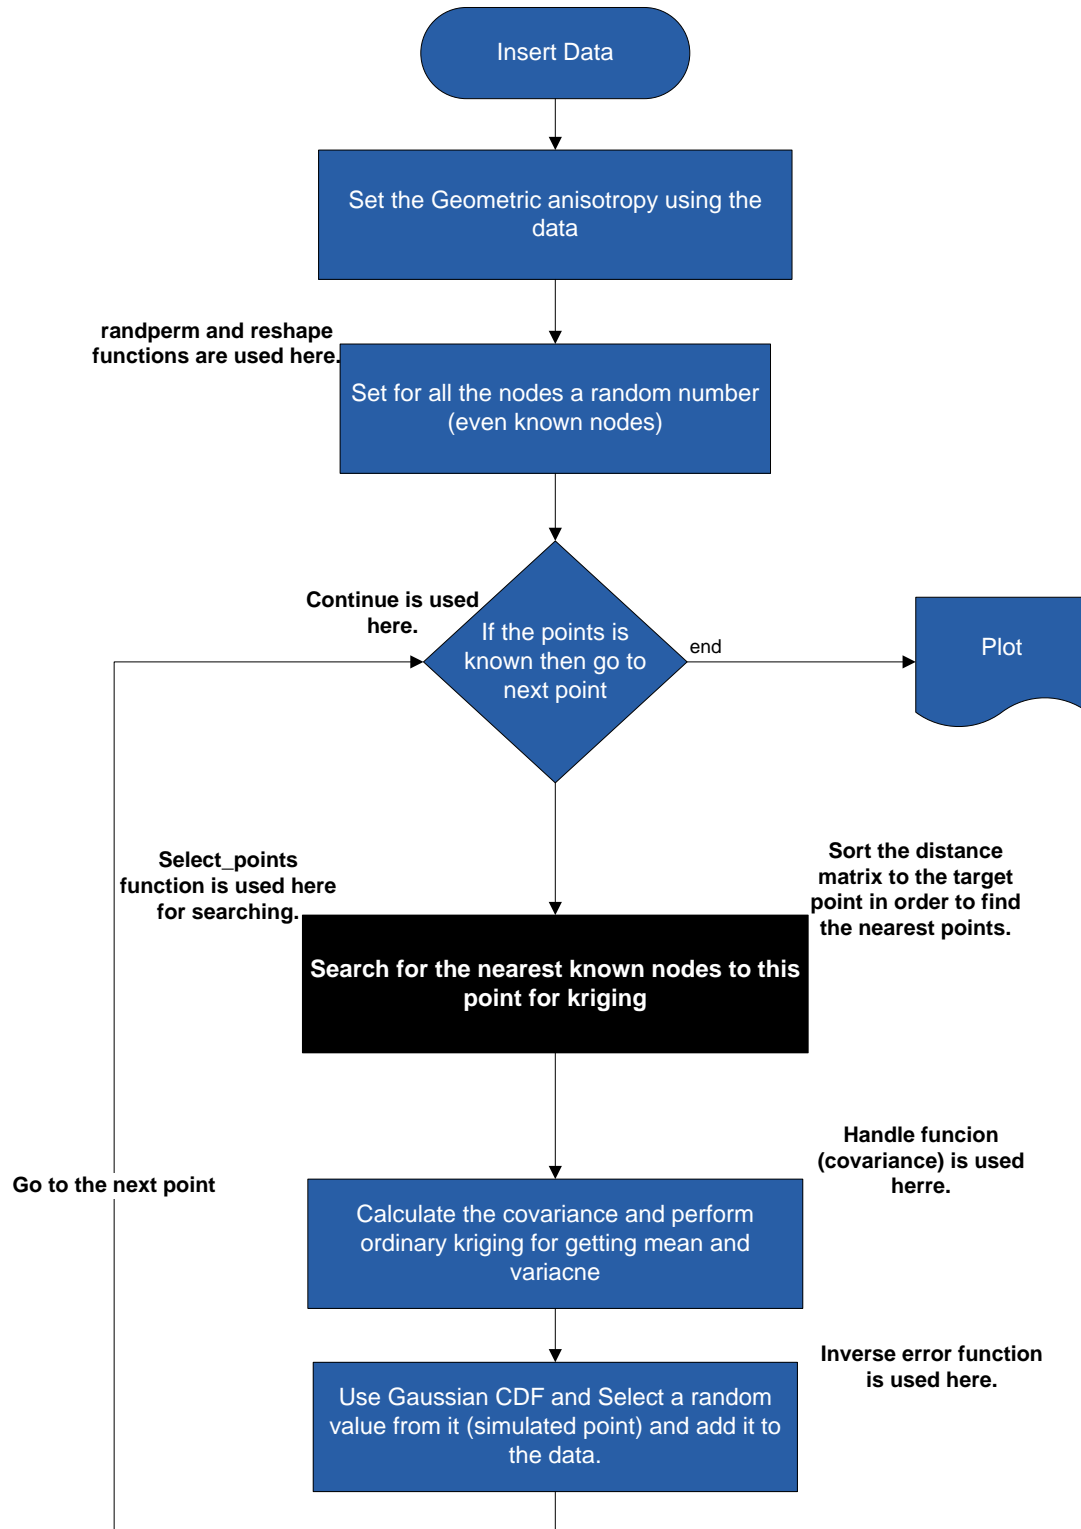 Insert Data
Set the Geometric anisotropy using the
data
randperm and reshape
functions are used here.
Set for all the nodes a random number
(even known nodes)
Continue is used
here.
If the points is
known then go to
next point
end
Plot
Select_points
function is used here
for searching.
Sort the distance
matrix to the target
point in order to find
the nearest points.
Search for the nearest known nodes to this
point for kriging
Handle funcion
(covariance) is used
herre.
Go to the next point
Calculate the covariance and perform
ordinary kriging for getting mean and
variacne
Inverse error function
is used here.
Use Gaussian CDF and Select a random
value from it (simulated point) and add it to
the data.